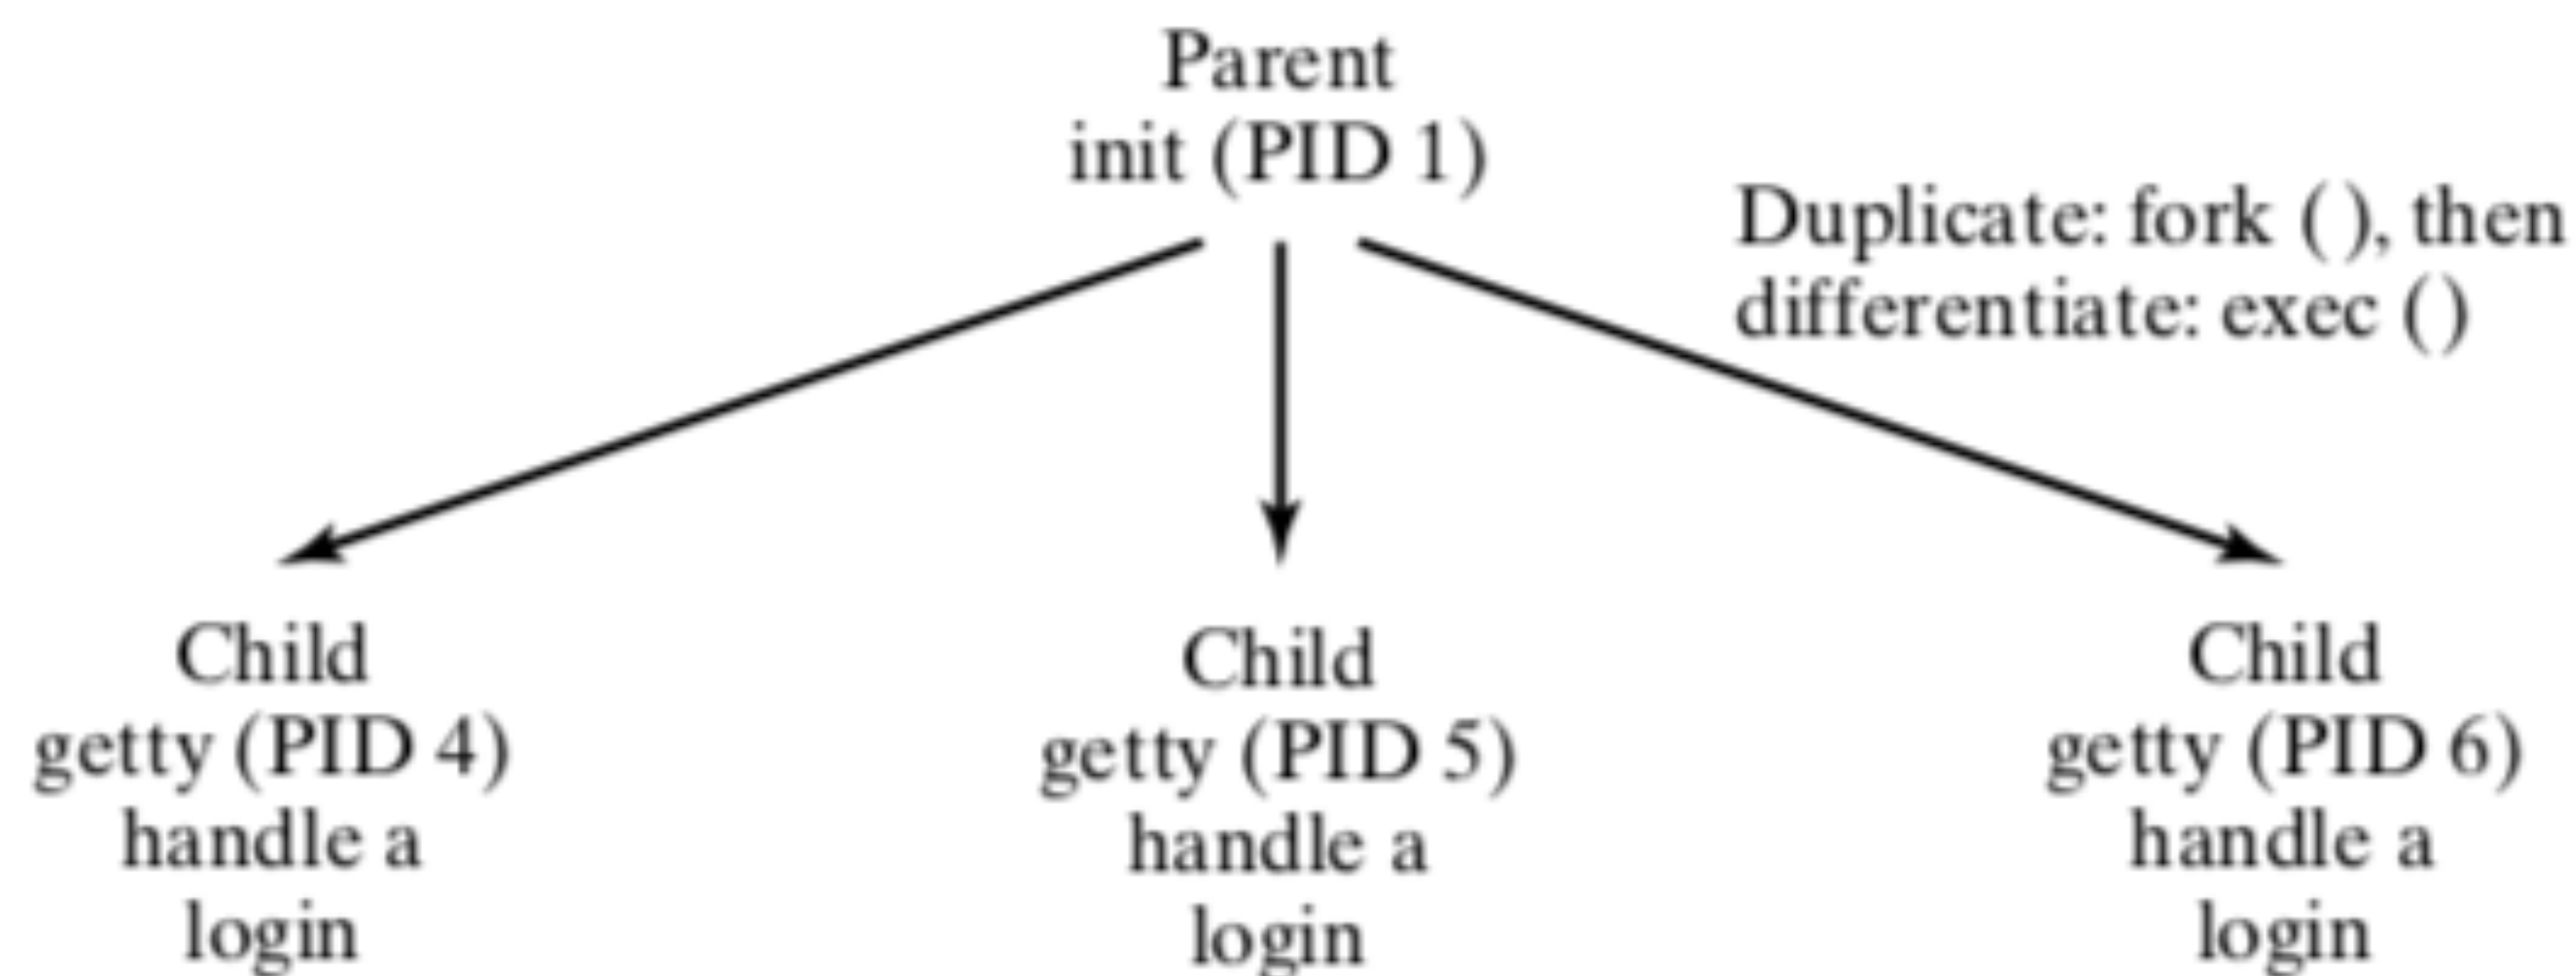 Parent
init (PID 1)
Duplicate: fork ( ), then
differentiate: exec ( )
Child
getty (PID 4)
handle a
login
Child
getty (PID 5)
handle a
login
Child
getty (PID 6)
handle a
login